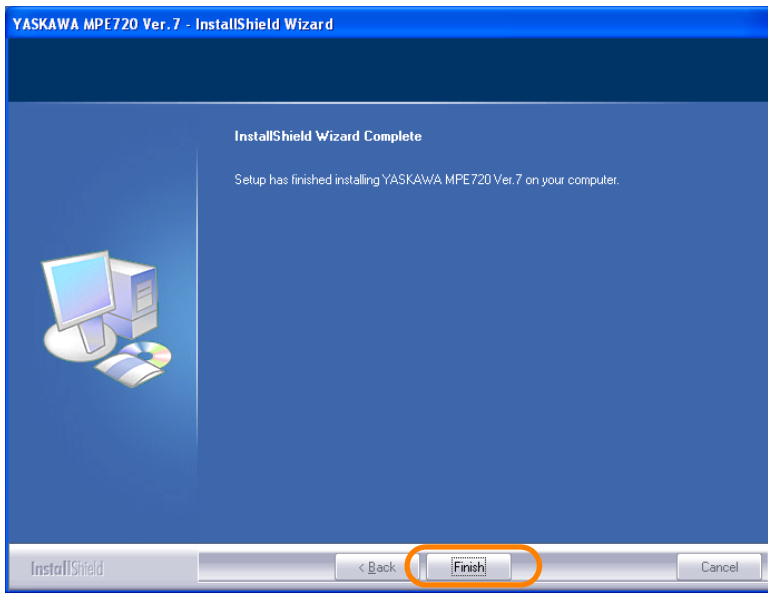 YASKAWA MPE720 Ver.7 - InstallShield Wizard
InstallShield Wizard Complete
Setup has finished installing YASKAWA MPE720 Ver.7 on your computer.
InstallShield
< Back
Finish
Cancel